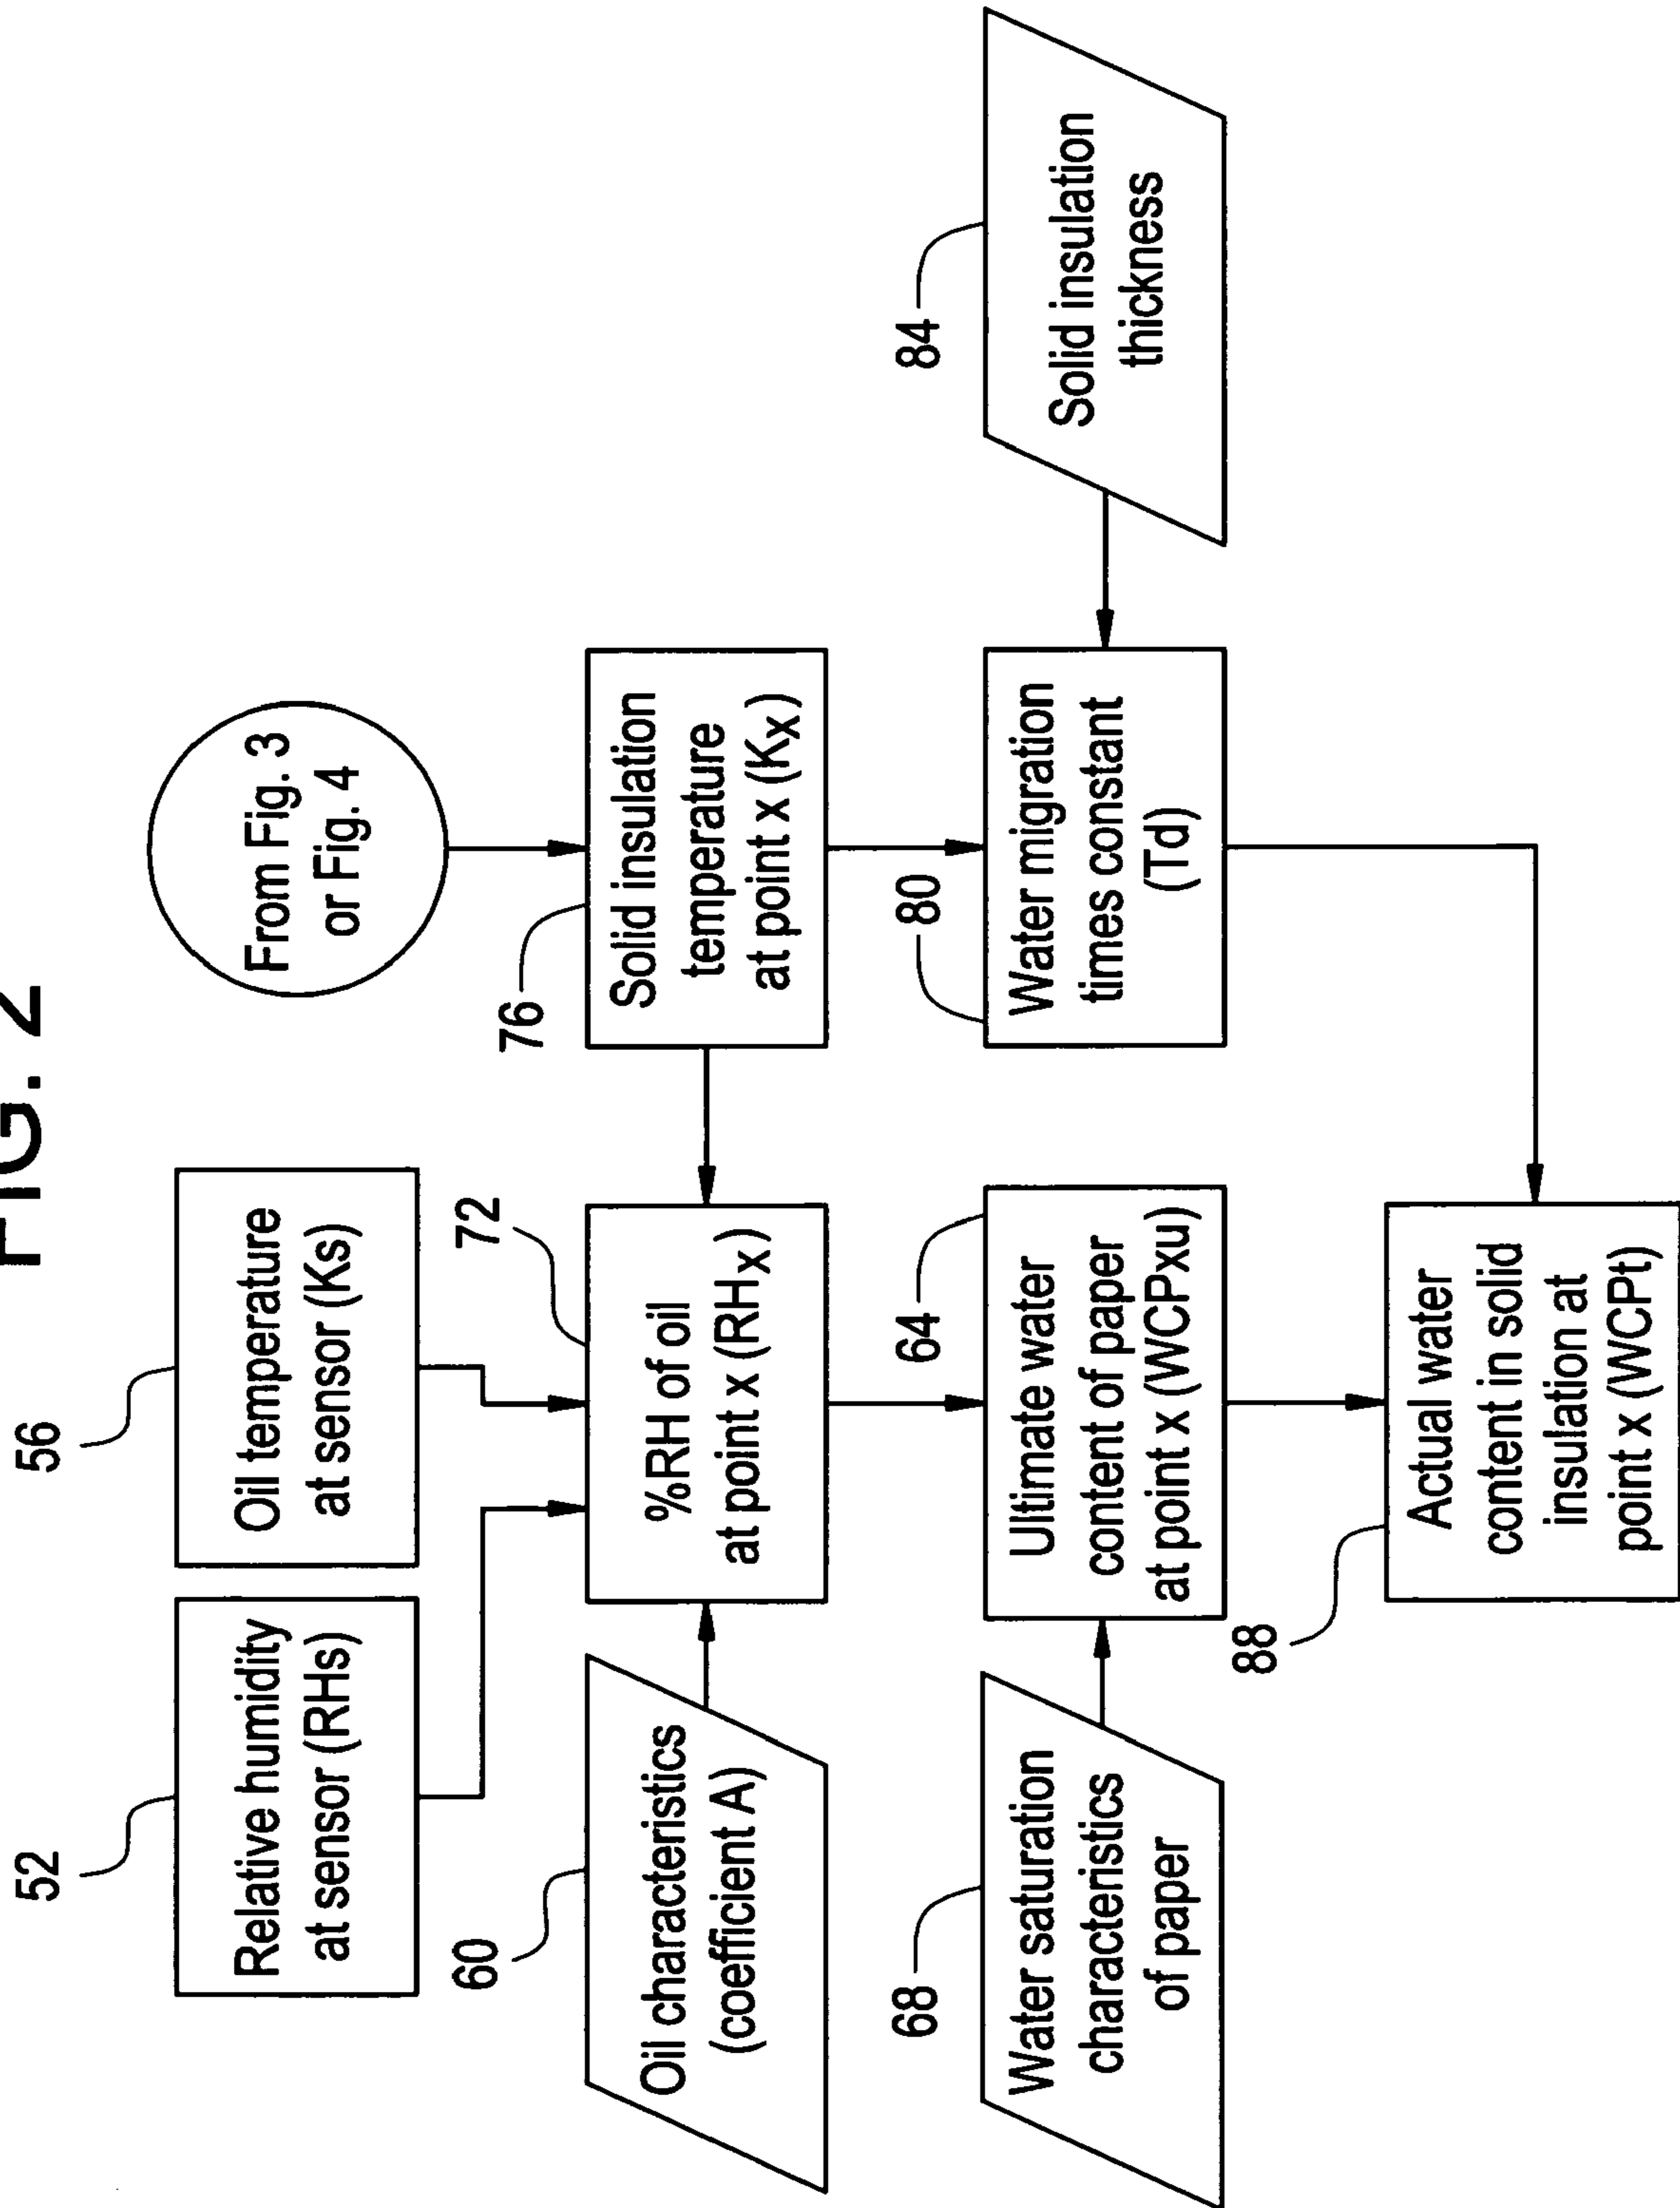 FIG. 2
52
Relative humidity
at sensor (RHs)
56
Oil temperature
at sensor (Ks)
From Fig. 3
or Fig. 4
60
Oil characteristics
(coefficient A)
72
%RH of oil
at point x (RHx)
76
Solid insulation
temperature
at point x (Kx)
68
Water saturation
characteristics
of paper
64
Ultimate water
content of paper
at point x (WCPxu)
80
Water migration
times constant
(Td)
84
Solid insulation
thickness
88
Actual water
content in solid
insulation at
point x (WCPt)